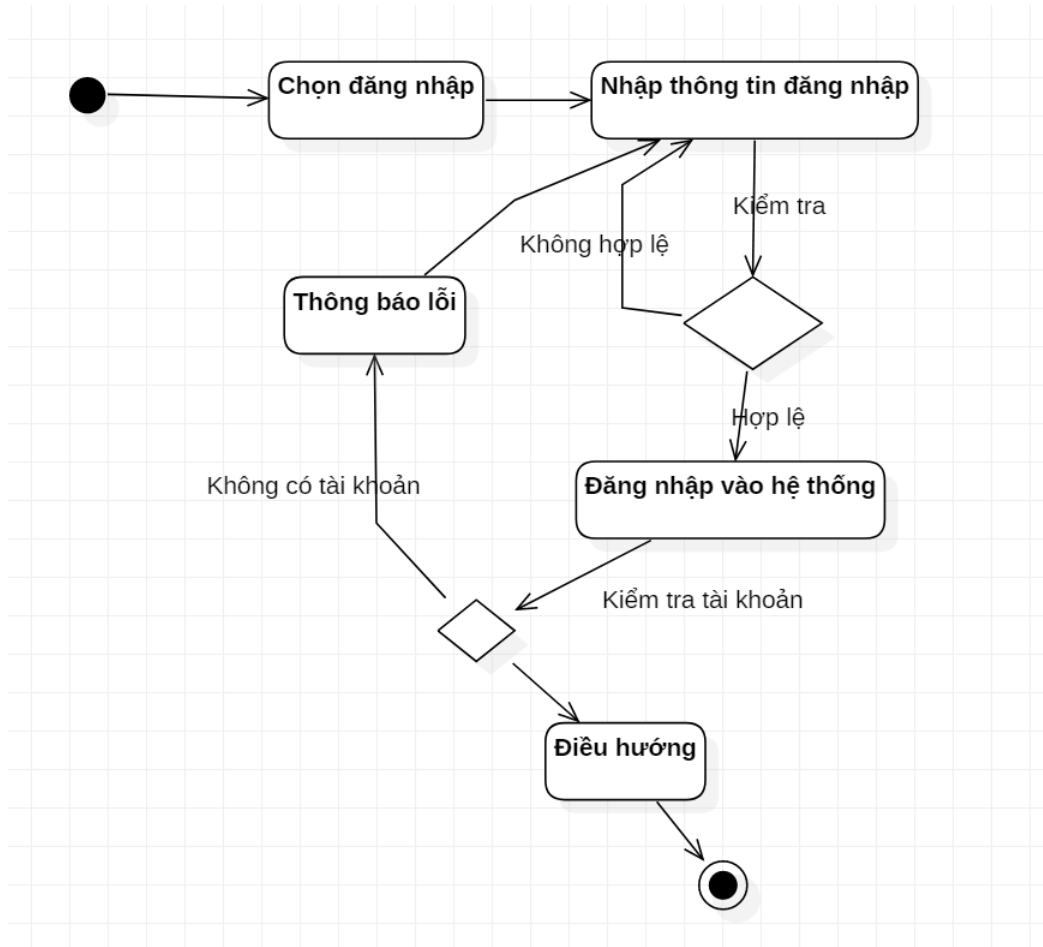 Chọn đăng nhập
Nhập thông tin đăng nhập
Kiểm tra
Không hợp lệ
Thông báo lỗi
Hợp lệ
Không có tài khoản
Đăng nhập vào hệ thống
Kiểm tra tài khoản
Điều hướng